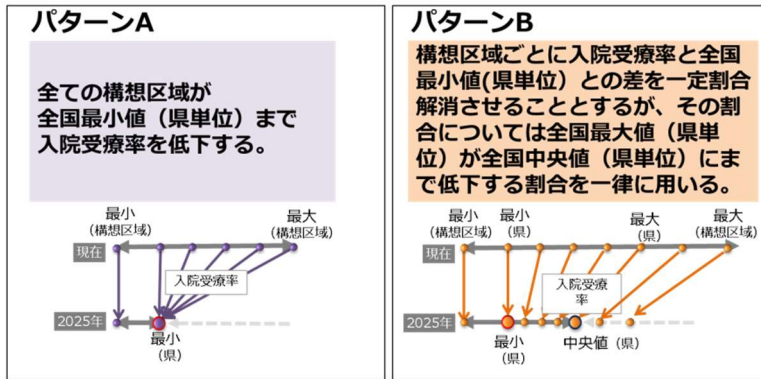 パターンA
全ての構想区域が
全国最小値（県単位）まで
入院受療率を低下する。
最小
(構想区域)
最大
(構想区域)
現在
入院受療率
2025年
最小
（県）
パターンB
構想区域ごとに入院受療率と全国
最小値(県単位）との差を一定割合
解消させることとするが、その割
合については全国最大値（県単
位）が全国中央値（県単位）にま
で低下する割合を一律に用いる。
最小
(構想区域)
最小
（県）
最大
（県）
最大
(構想区域)
現在
入院受療
率
2025年
最小
（県）
中央値（県）